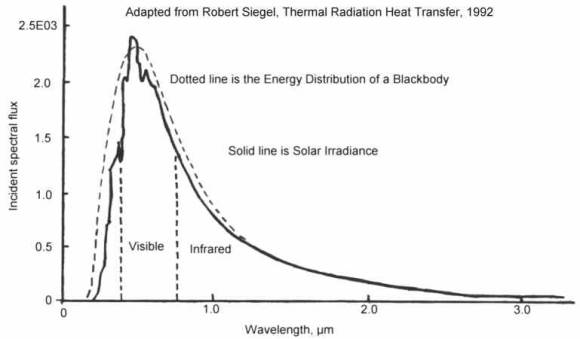 Adapted from Robert Siegel, Thermal Radiation Heat Transfer, 1992
2.5E03
Dotted line is the Energy Distribution of a Blackbody
2.0
Solid line is Solar Irradiance
1.5
Incident spectral flux
1.0
0.5
Visible
Infrared
0
0
1.0
2.0
3.0
Wavelength, μm